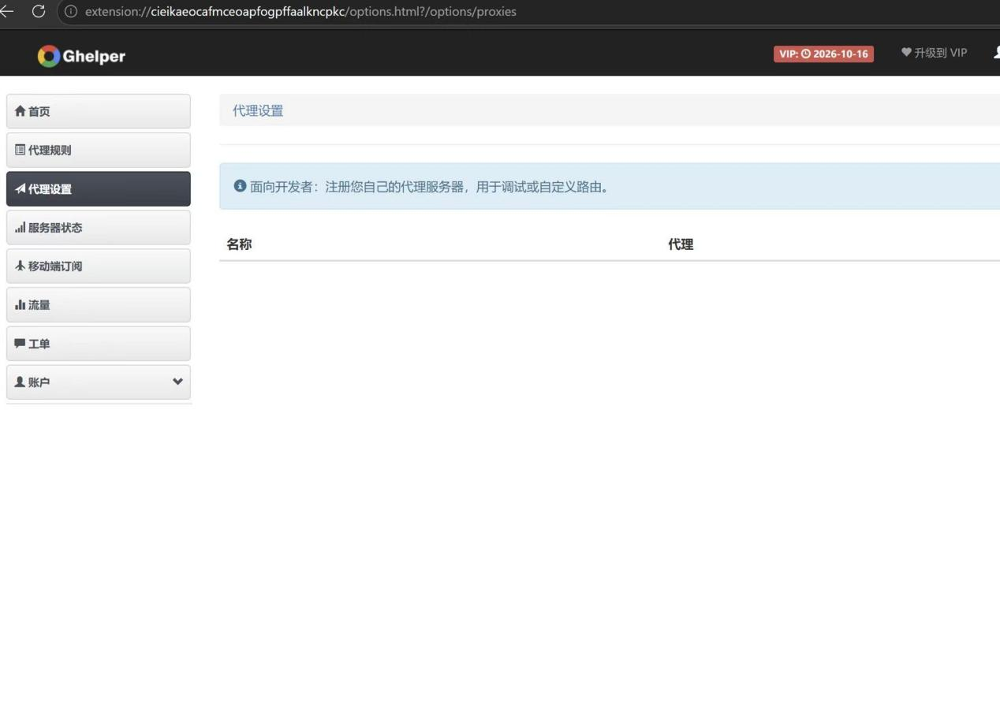 extension://cieikaeocafmceoapfogpffaalkncpkc/options.html?/options/proxies
Ghelper
VIP: 2026-10-16
升级到 VIP
首页
代理规则
代理设置
服务器状态
移动端订阅
流量
工单
账户
代理设置
面向开发者：注册您自己的代理服务器，用于调试或自定义路由。
名称
代理